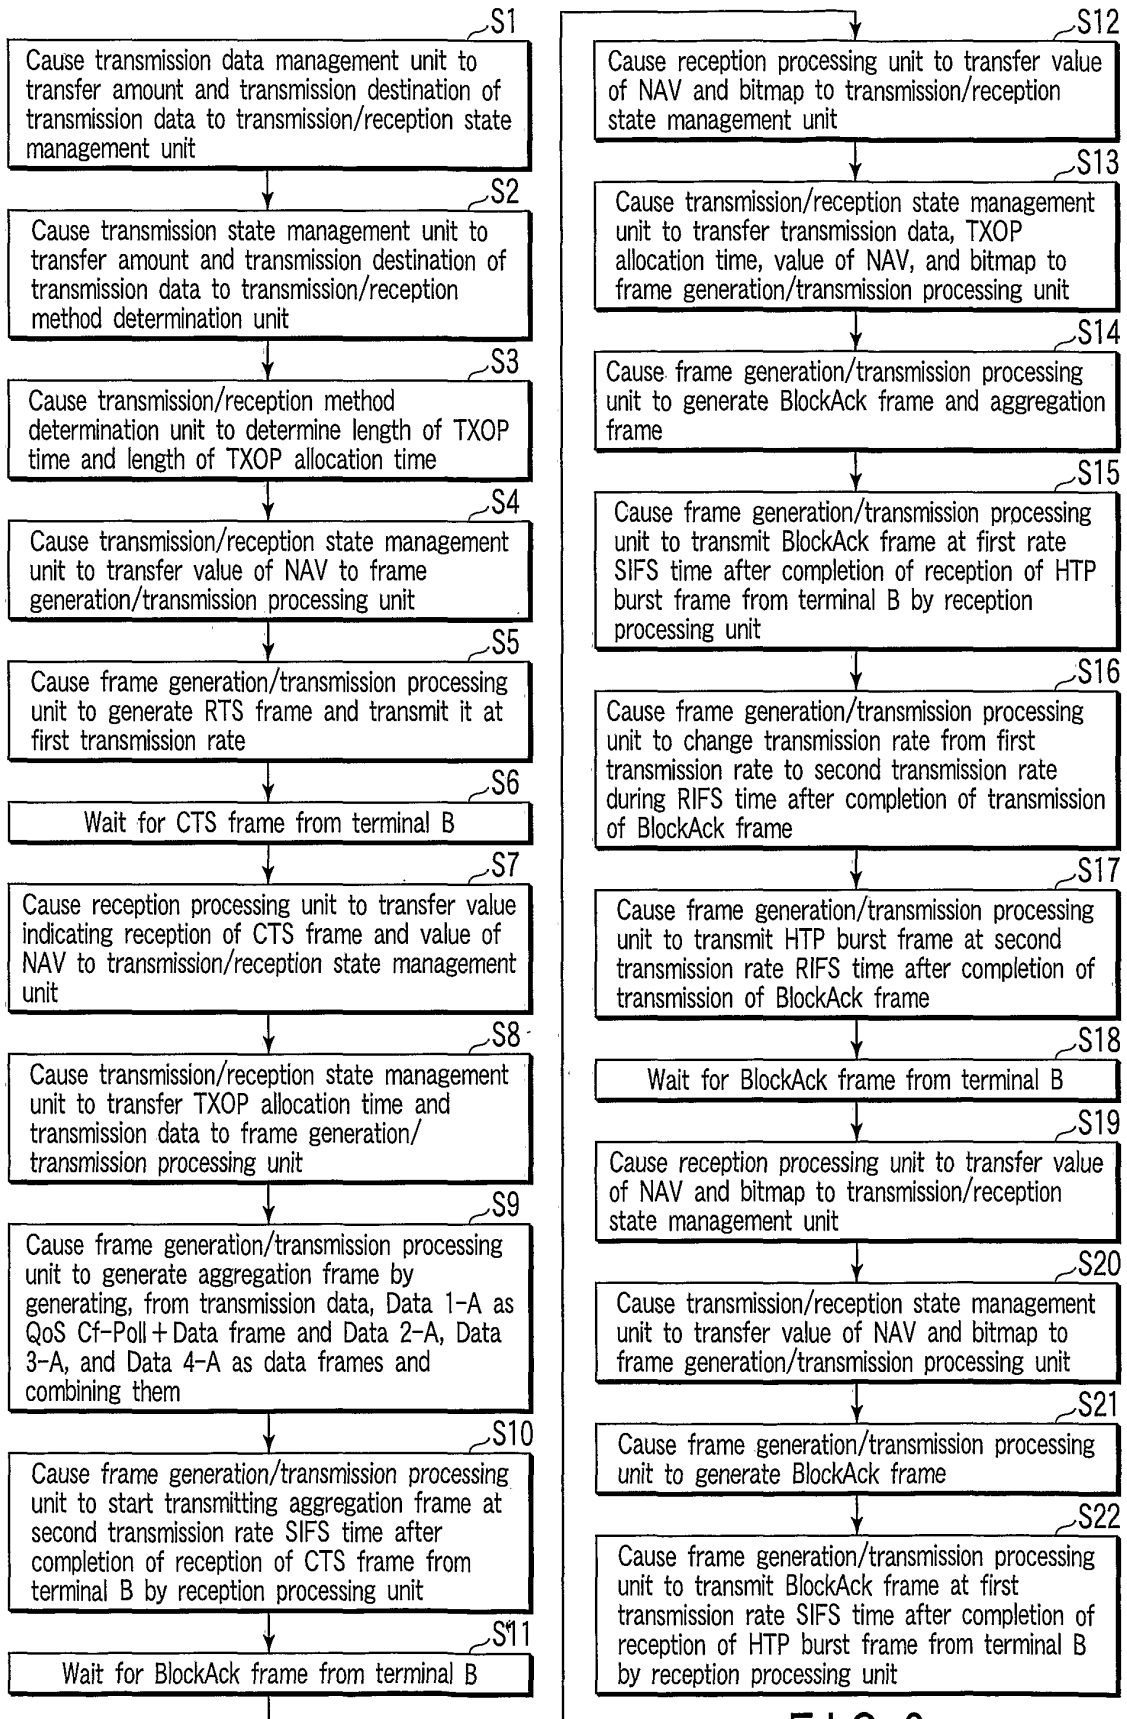 S1
Cause transmission data management unit to
transfer amount and transmission destination of
transmission data to transmission/reception state
management unit
S2
Cause transmission state management unit to
transfer amount and transmission destination of
transmission data to transmission/reception
method determination unit
S3
Cause transmission/reception method
determination unit to determine length of TXOP
time and length of TXOP allocation time
S4
Cause transmission/reception state management
unit to transfer value of NAV to frame
generation/transmission processing unit
S5
Cause frame generation/transmission processing
unit to generate RTS frame and transmit it at
first transmission rate
S6
Wait for CTS frame from terminal B
S7
Cause reception processing unit to transfer value
indicating reception of CTS frame and value of
NAV to transmission/reception state management
unit
S8
Cause transmission/reception state management
unit to transfer TXOP allocation time and
transmission data to frame generation/
transmission processing unit
S9
Cause frame generation/transmission processing
unit to generate aggregation frame by
generating, from transmission data, Data 1-A as
QoS Cf-Poll+Data frame and Data 2-A, Data
3-A, and Data 4-A as data frames and
combining them
S10
Cause frame generation/transmission processing
unit to start transmitting aggregation frame at
second transmission rate SIFS time after
completion of reception of CTS frame from
terminal B by reception processing unit
S11
Wait for BlockAck frame from terminal B
S12
Cause reception processing unit to transfer value
of NAV and bitmap to transmission/reception
state management unit
S13
Cause transmission/reception state management
unit to transfer transmission data, TXOP
allocation time, value of NAV, and bitmap to
frame generation/transmission processing unit
S14
Cause frame generation/transmission processing
unit to generate BlockAck frame and aggregation
frame
S15
Cause frame generation/transmission processing
unit to transmit BlockAck frame at first rate
SIFS time after completion of reception of HTP
burst frame from terminal B by reception
processing unit
S16
Cause frame generation/transmission processing
unit to change transmission rate from first
transmission rate to second transmission rate
during RIFS time after completion of transmission
of BlockAck frame
S17
Cause frame generation/transmission processing
unit to transmit HTP burst frame at second
transmission rate RIFS time after completion of
transmission of BlockAck frame
S18
Wait for BlockAck frame from terminal B
S19
Cause reception processing unit to transfer value
of NAV and bitmap to transmission/reception
state management unit
S20
Cause transmission/reception state management
unit to transfer value of NAV and bitmap to
frame generation/transmission processing unit
S21
Cause frame generation/transmission processing
unit to generate BlockAck frame
S22
Cause frame generation/transmission processing
unit to transmit BlockAck frame at first
transmission rate SIFS time after completion of
reception of HTP burst frame from terminal B
by reception processing unit